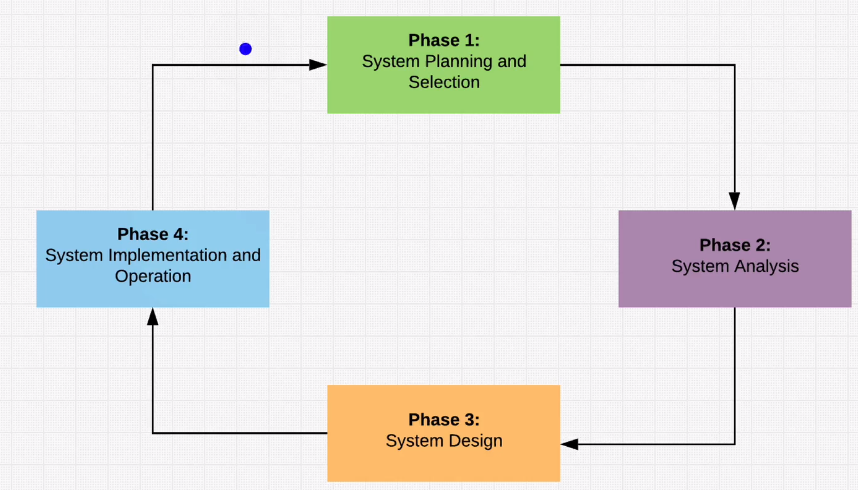 Phase 1:
System Planning and
Selection
Phase 2:
System Analysis
Phase 3:
System Design
Phase 4:
System Implementation and
Operation